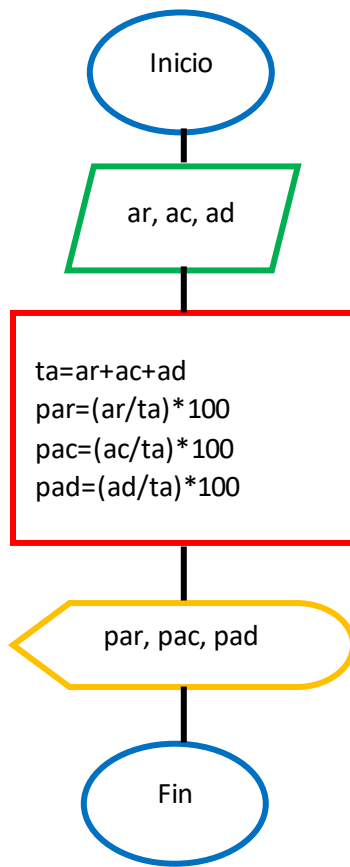 Inicio
ar, ac, ad
ta=ar+ac+ad
par=(ar/ta)*100
pac=(ac/ta)*100
pad=(ad/ta)*100
par, pac, pad
Fin